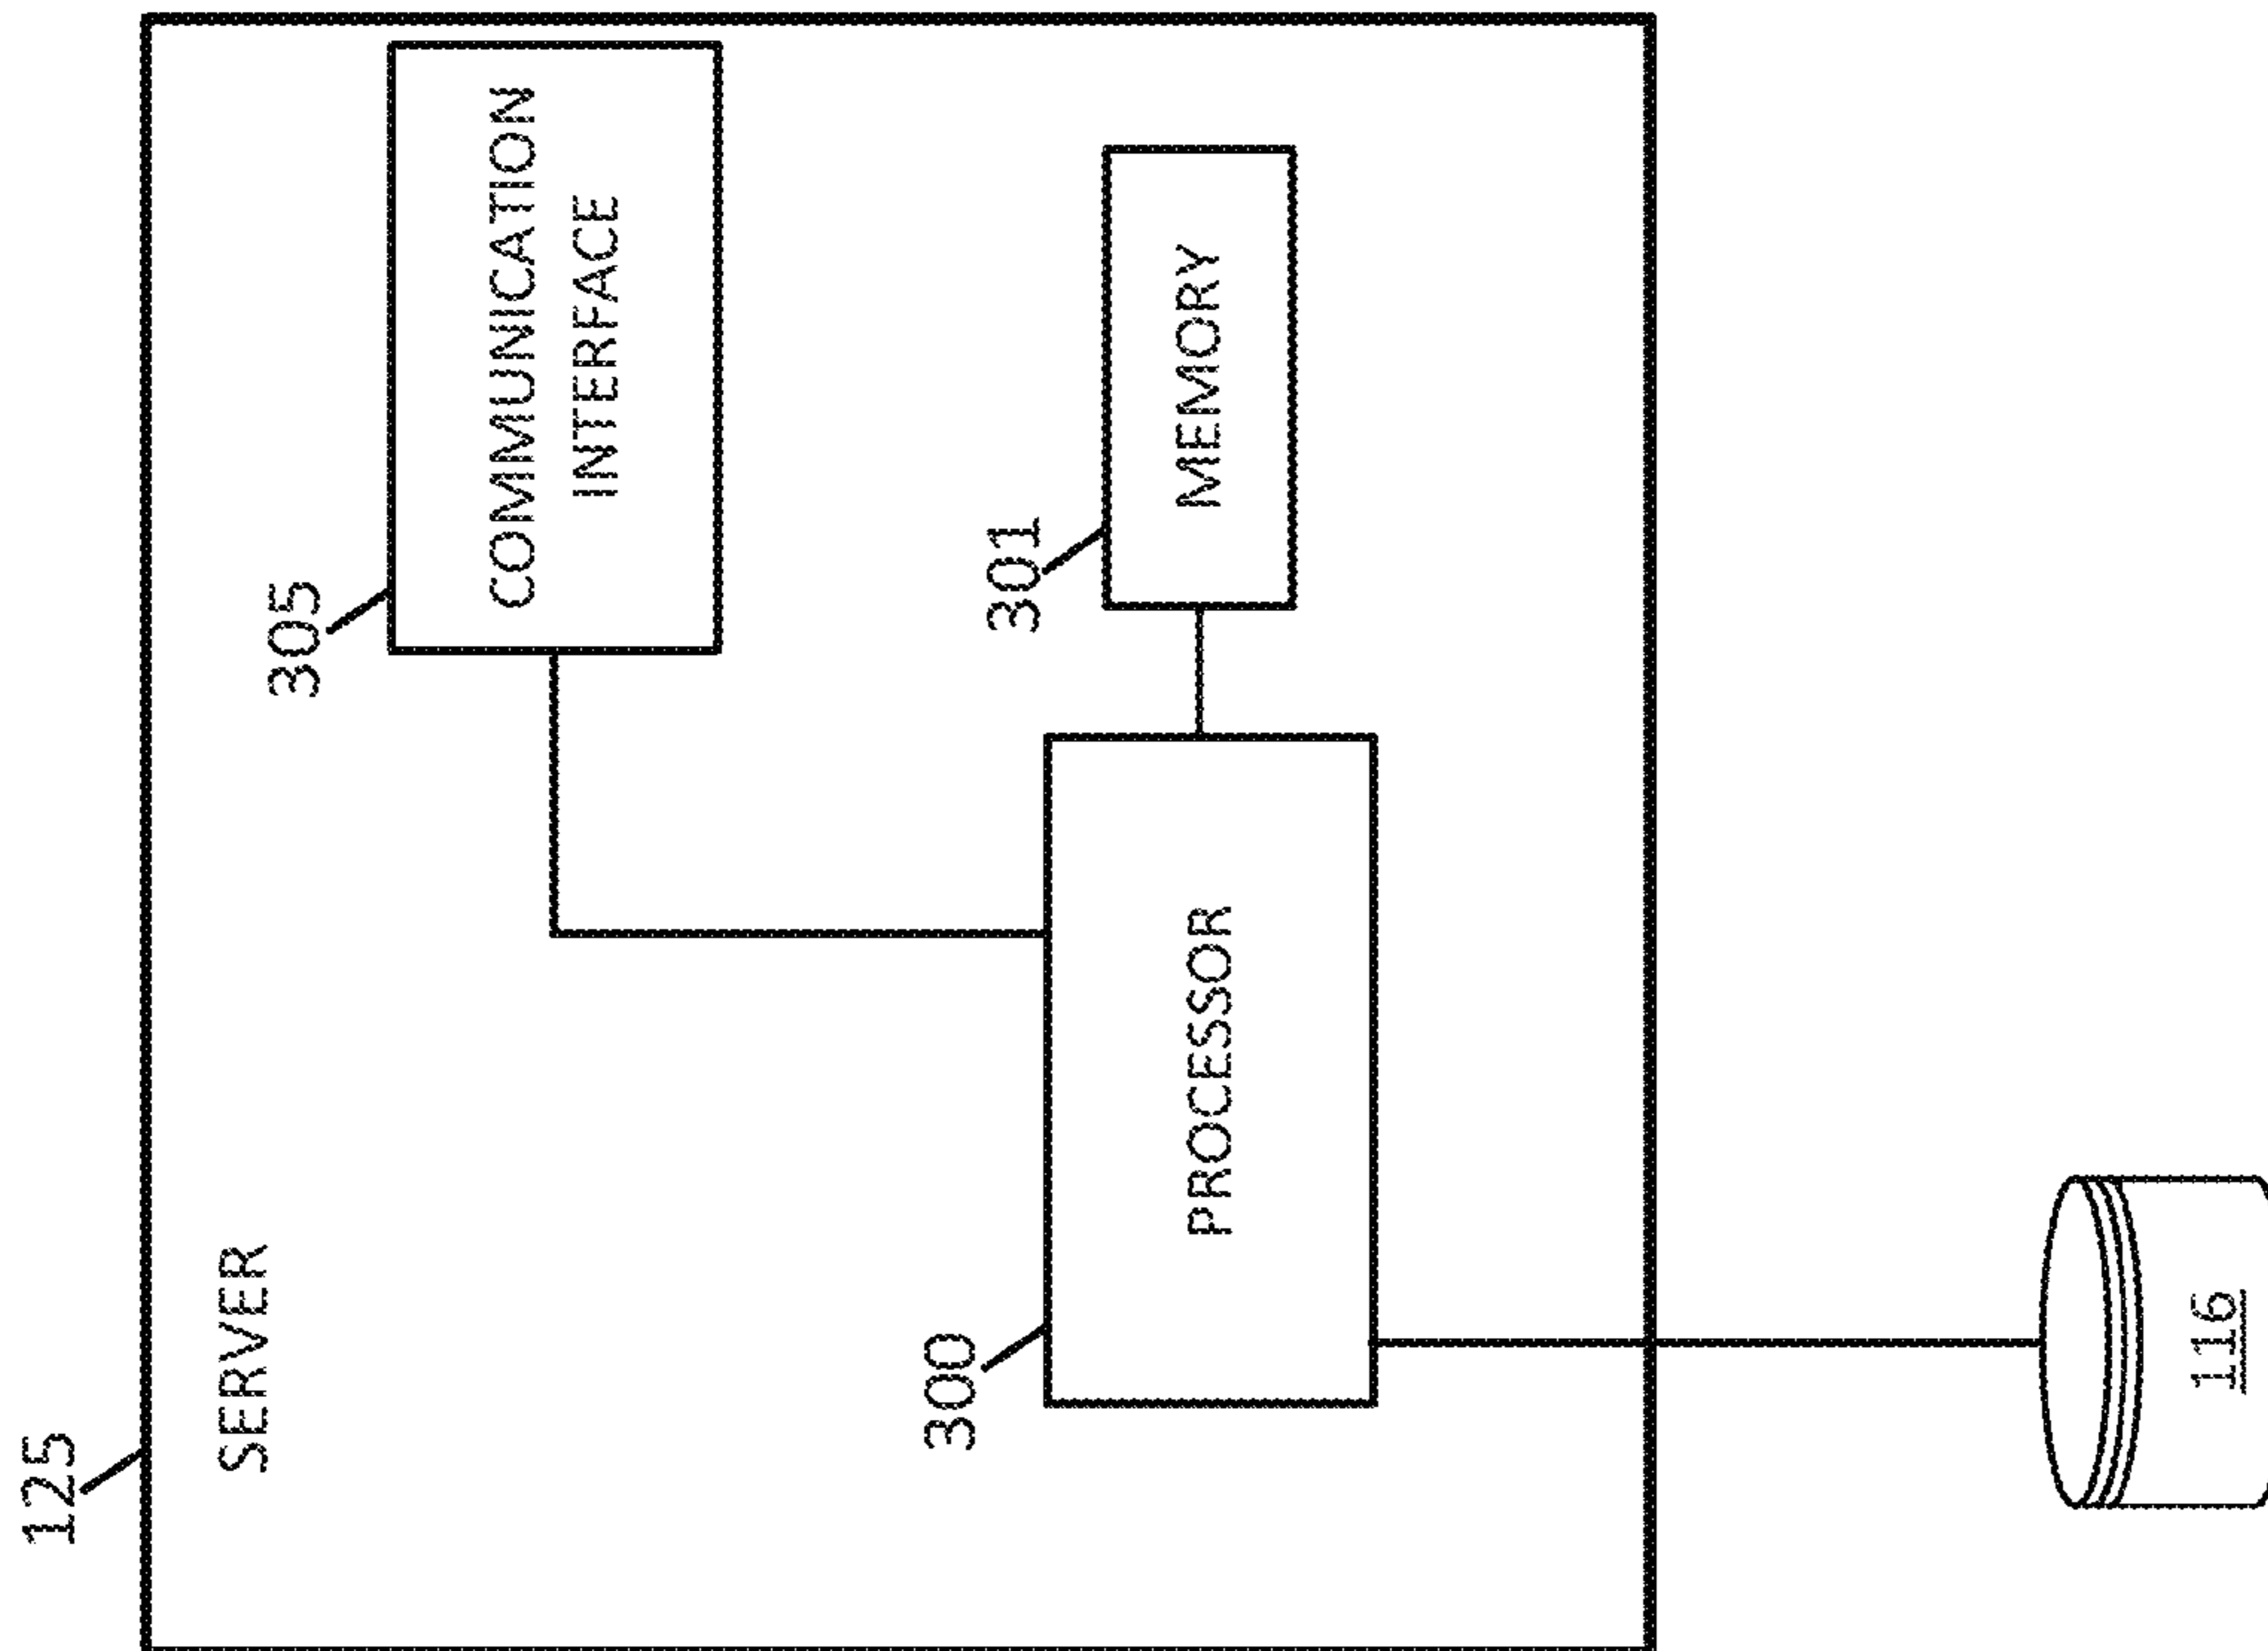 125
SERVER
305
COMMUNICATION
INTERFACE
300
PROCESSOR
301
MEMORY
116